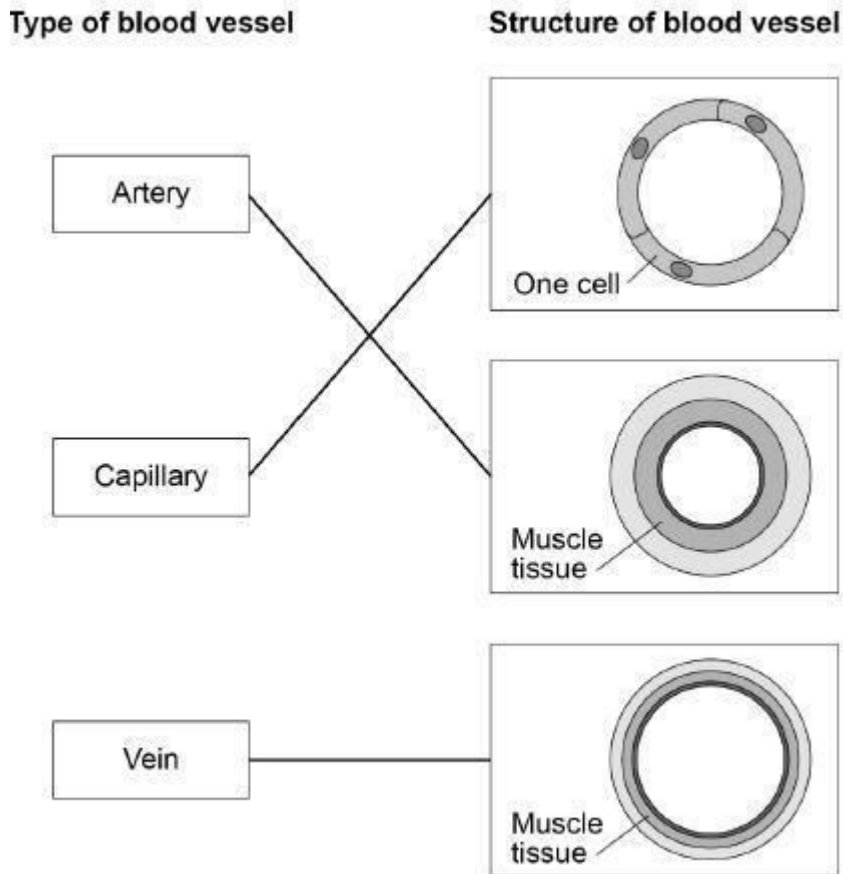 Type of blood vessel
Structure of blood vessel
Artery
One cell
Capillary
Muscle
tissue
Vein
Muscle
tissue